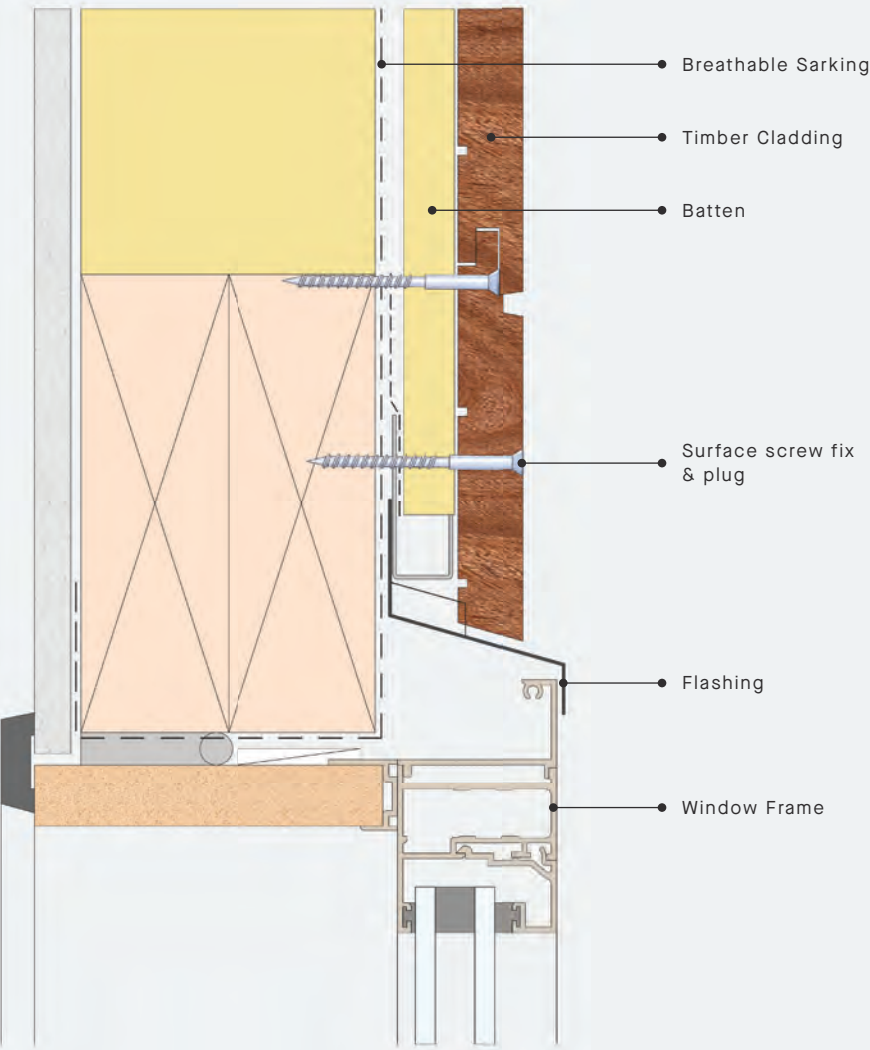 Breathable Sarking
Timber Cladding
Batten
Surface screw fix
& plug
Flashing
Window Frame